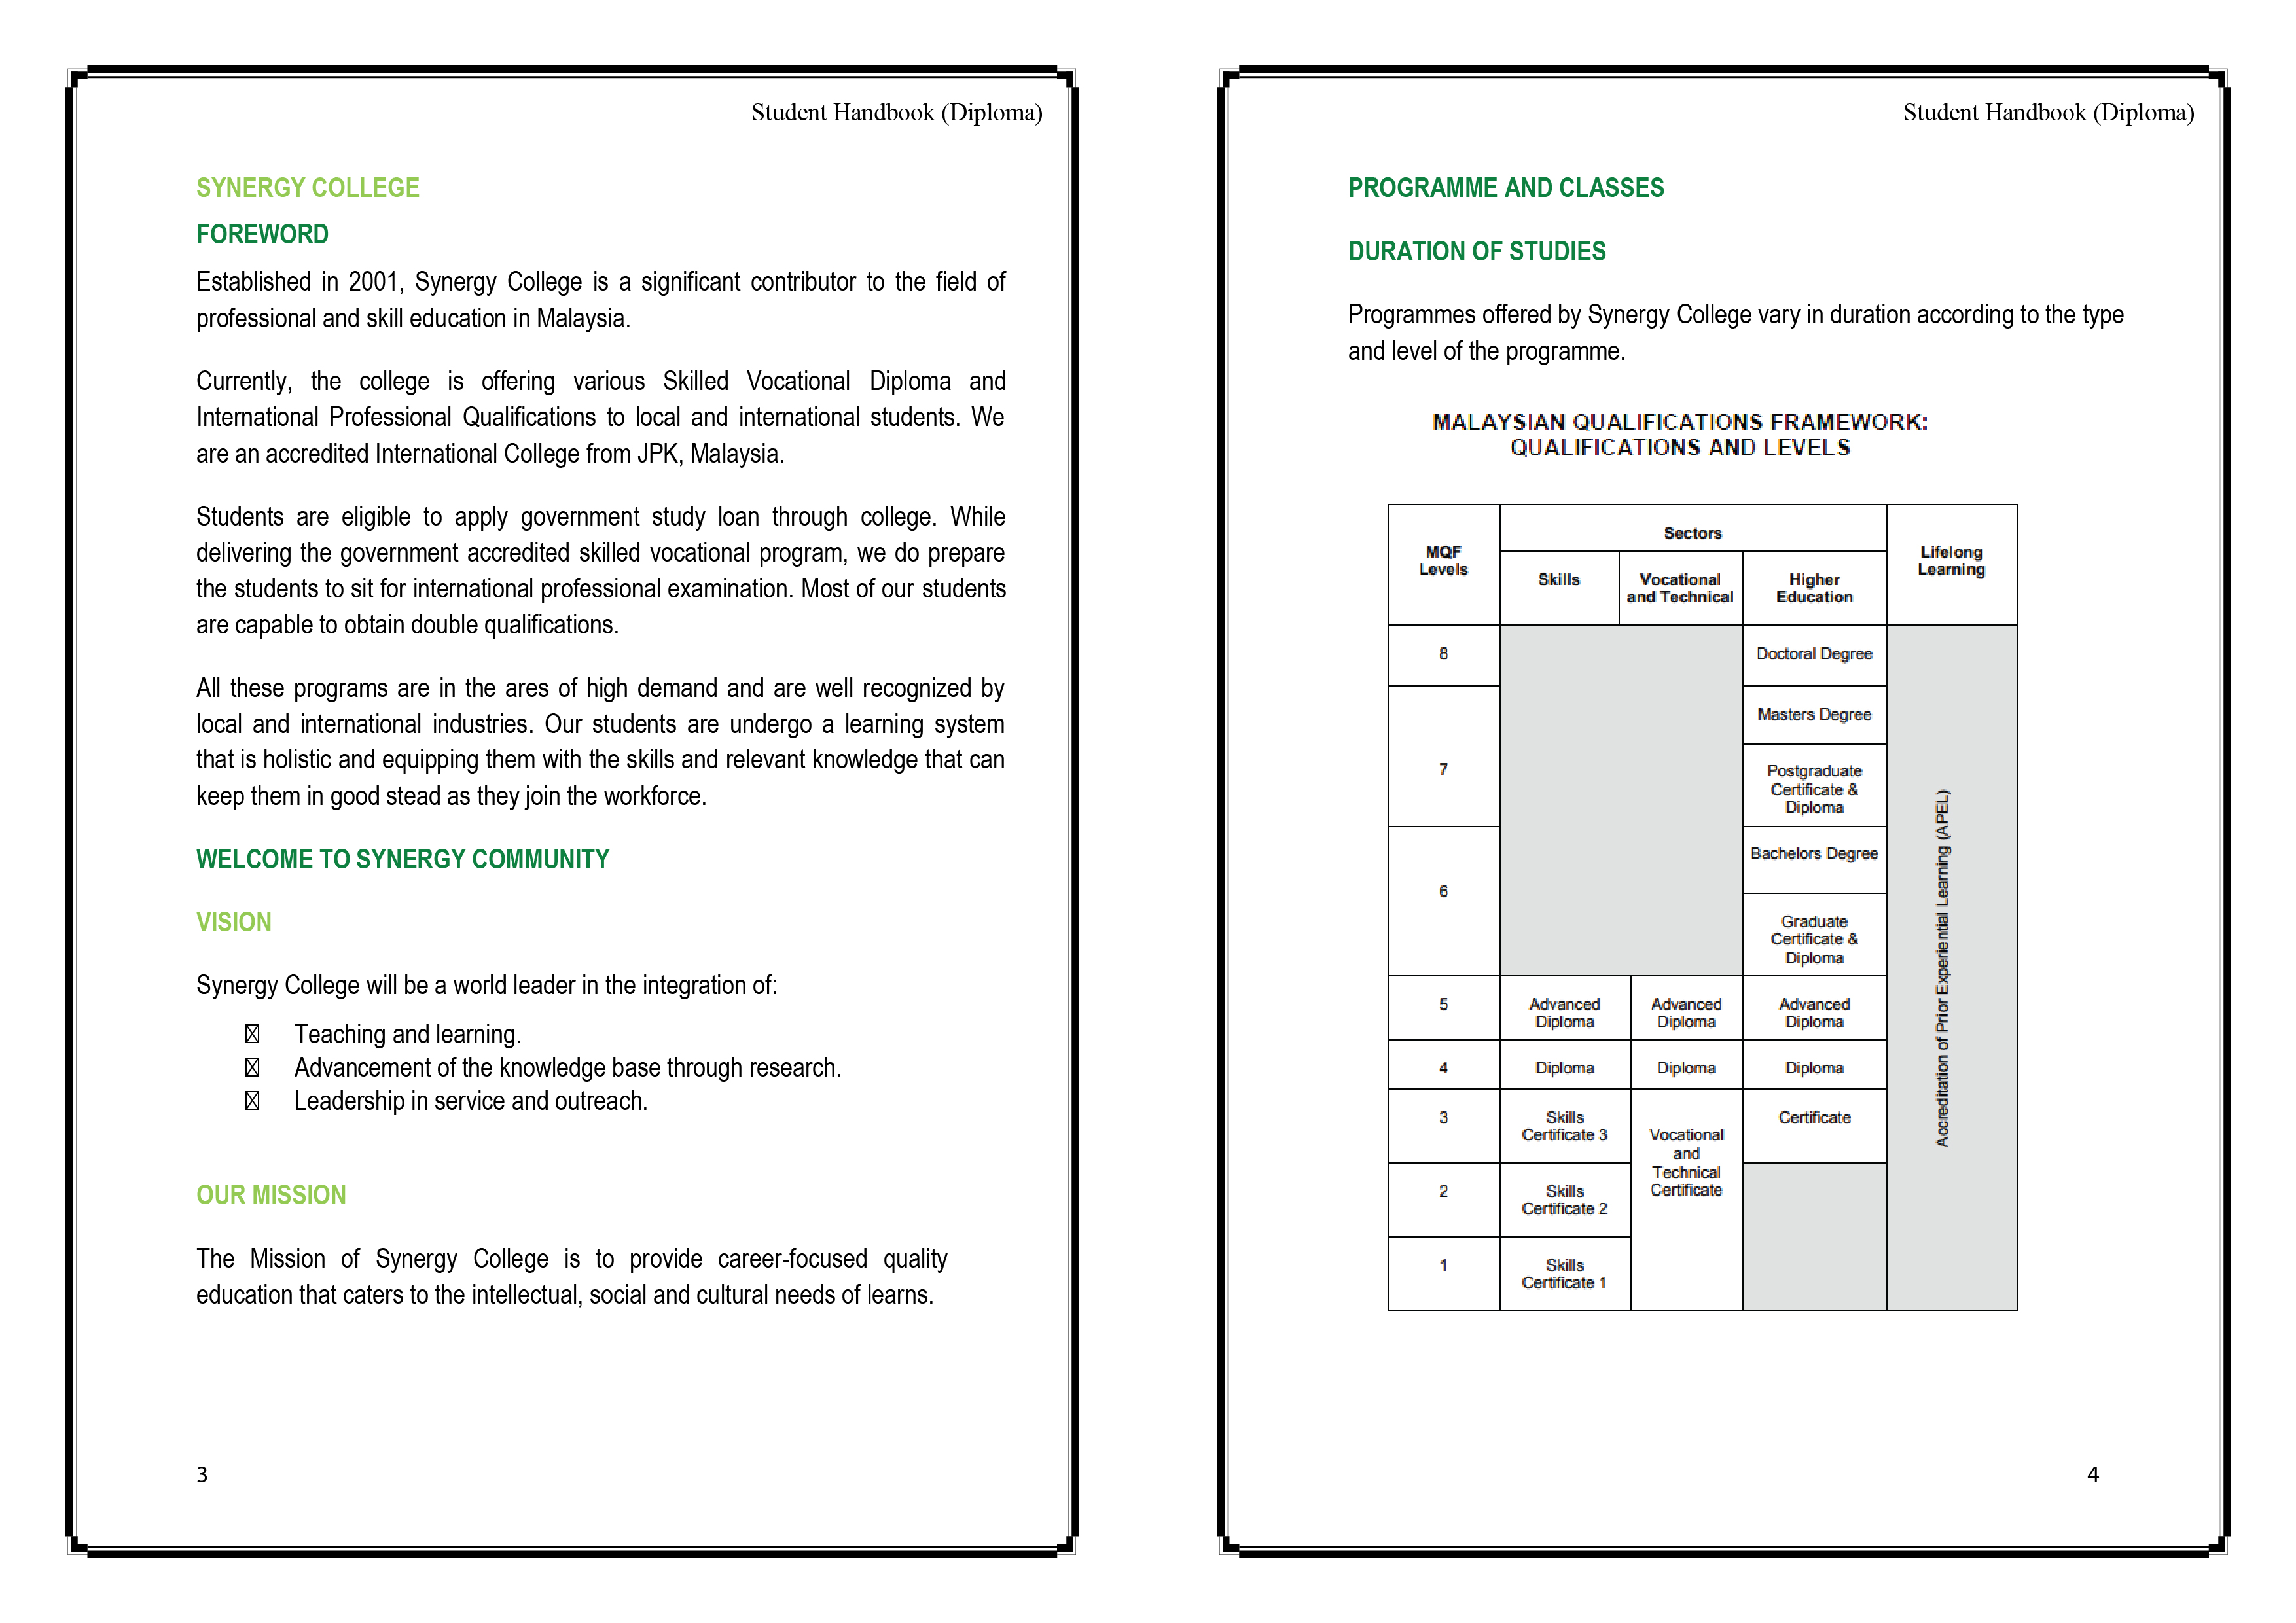 Student Handbook (Diploma)
SYNERGY COLLEGE
FOREWORD
Established in 2001, Synergy College is a significant contributor to the field of
professional and skill education in Malaysia.
Currently, the college is offering various Skilled Vocational Diploma and
International Professional Qualifications to local and international students. We
are an accredited International College from JPK, Malaysia.
Students are eligible to apply government study loan through college. While
delivering the government accredited skilled vocational program, we do prepare
the students to sit for international professional examination. Most of our students
are capable to obtain double qualifications.
All these programs are in the ares of high demand and are well recognized by
local and international industries. Our students are undergo a learning system
that is holistic and equipping them with the skills and relevant knowledge that can
keep them in good stead as they join the workforce.
WELCOME TO SYNERGY COMMUNITY
VISION
Synergy College will be a world leader in the integration of:
Teaching and learning.
Advancement of the knowledge base through research.
Leadership in service and outreach.
OUR MISSION
The Mission of Synergy College is to provide career-focused quality
education that caters to the intellectual, social and cultural needs of learns.
3
Student Handbook (Diploma)
PROGRAMME AND CLASSES
DURATION OF STUDIES
Programmes offered by Synergy College vary in duration according to the type
and level of the programme.
MALAYSIAN QUALIFICATIONS FRAMEWORK:
QUALIFICATIONS AND LEVELS
MQF
Levels
Sectors
Skills
Vocational
and Technical
Higher
Education
Lifelong
Learning
8
Doctoral Degree
7
Masters Degree
Postgraduate
Certificate &
Diploma
6
Bachelors Degree
Graduate
Certificate &
Diploma
5
Advanced
Diploma
Advanced
Diploma
Advanced
Diploma
4
Diploma
Diploma
Diploma
3
Skills
Certificate 3
Vocational
and
Technical
Certificate
Certificate
2
Skills
Certificate 2
1
Skills
Certificate 1
Accreditation of Prior Experiential Learning (APEL)
4